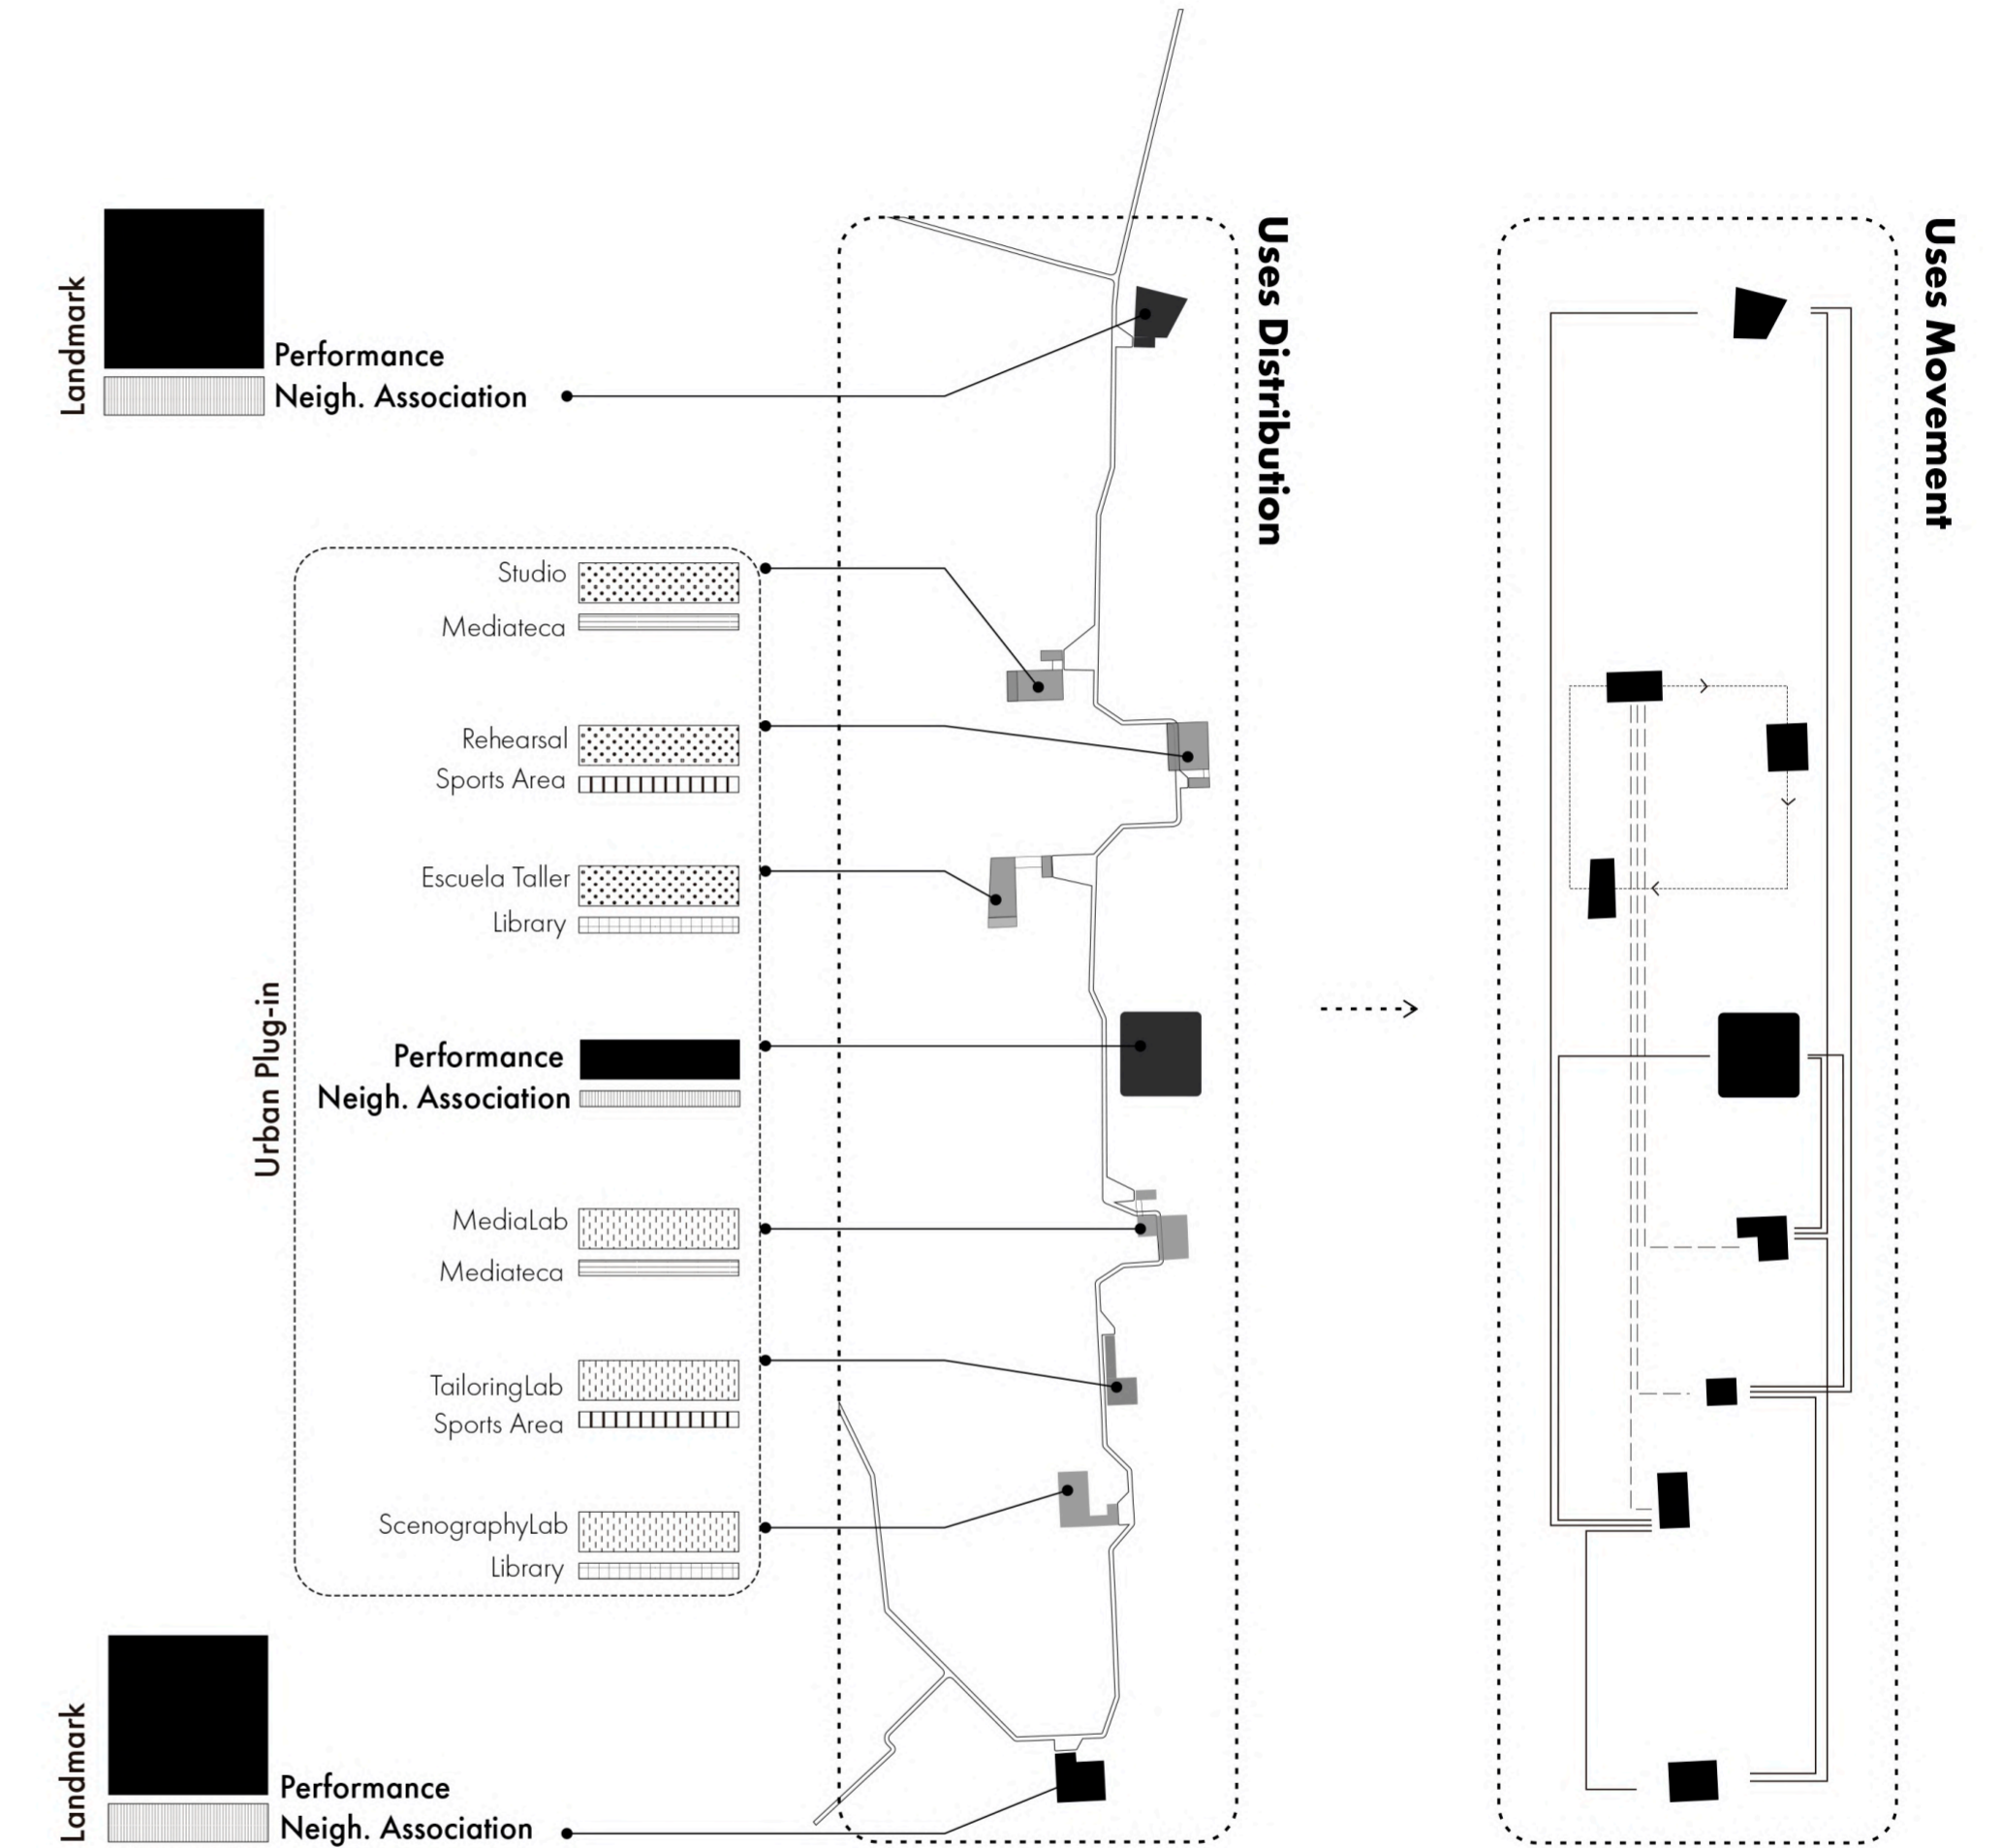 Landmark
Performance
Neigh. Association
Uses Distribution
Uses Movement
Urban Plug-in
Studio
Mediateca
Rehearsal
Sports Area
Escuela Taller
Library
Performance
Neigh. Association
MediaLab
Mediateca
TailoringLab
Sports Area
ScenographyLab
Library
Landmark
Performance
Neigh. Association